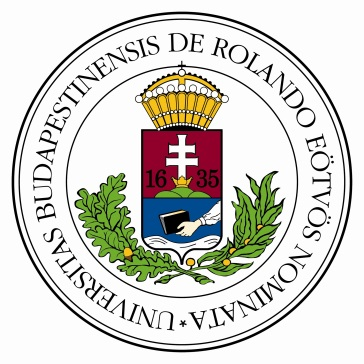 UNIVERSITAS BUDAPESTINENSIS DE ROLANDO EÖTVÖS NOMINATA *
16 35